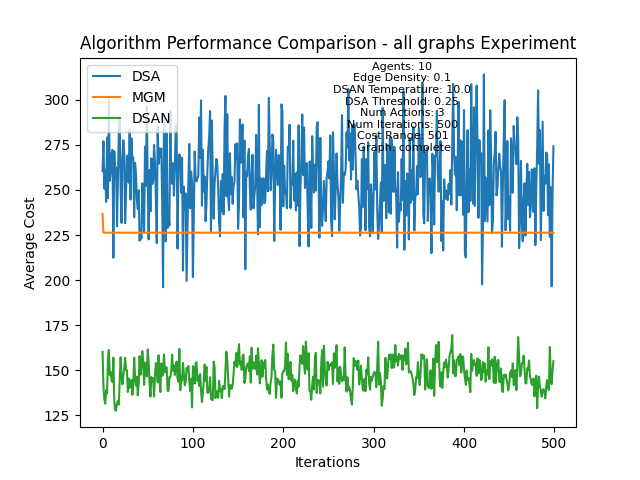 Algorithm Performance Comparison - all graphs Experiment
DSA
MGM
DSAN
Agents: 10
Edge Density: 0.1
DSAN Temperature: 10.0
DSA Threshold: 0.25
Num Actions: 3
Num Iterations: 500
Cost Range: 501
Graph: complete
Average Cost
300
275
250
225
200
175
150
125
0
100
200
300
400
500
Iterations